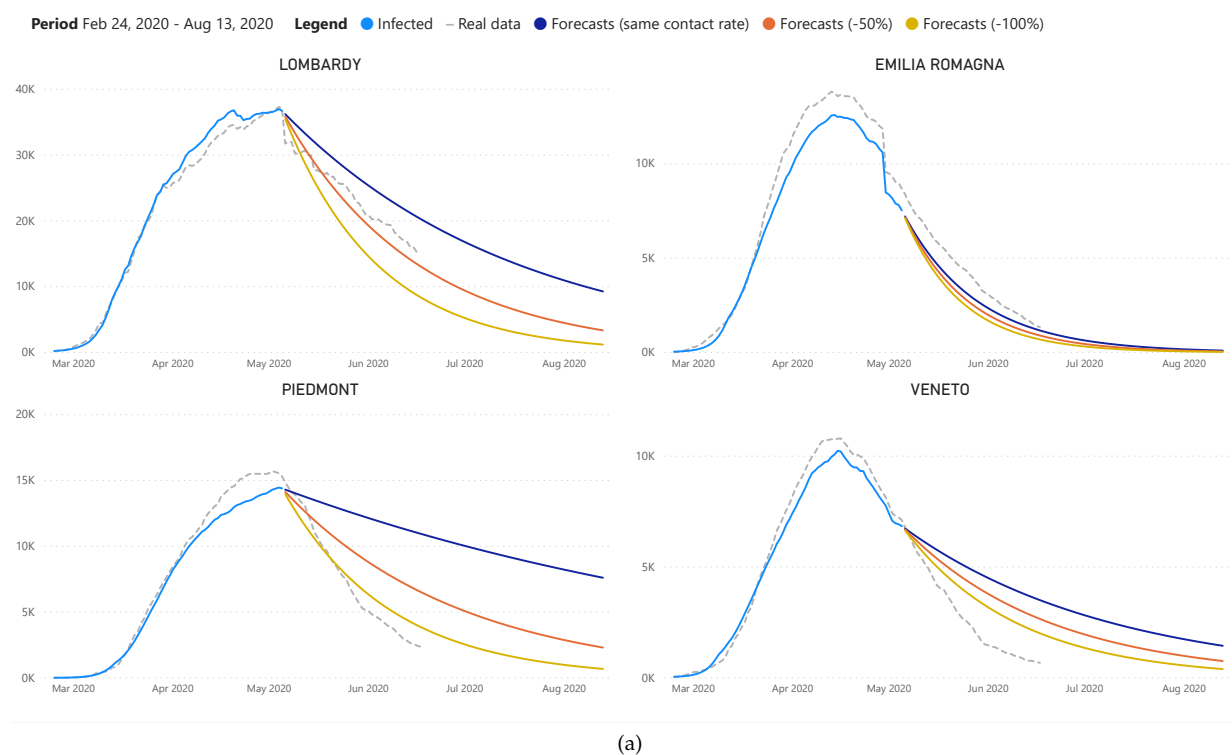 Period Feb 24, 2020 - Aug 13, 2020 Legend Infected Real data Forecasts (same contact rate) Forecasts (-50%) Forecasts (-100%)
LOMBARDY
40K
30K
20K
10K
0K
Mar 2020 Apr 2020 May 2020 Jun 2020 Jul 2020 Aug 2020
EMILIA ROMAGNA
10K
5K
0K
Mar 2020 Apr 2020 May 2020 Jun 2020 Jul 2020 Aug 2020
PIEDMONT
20K
15K
10K
5K
0K
Mar 2020 Apr 2020 May 2020 Jun 2020 Jul 2020 Aug 2020
VENETO
10K
5K
0K
Mar 2020 Apr 2020 May 2020 Jun 2020 Jul 2020 Aug 2020
(a)